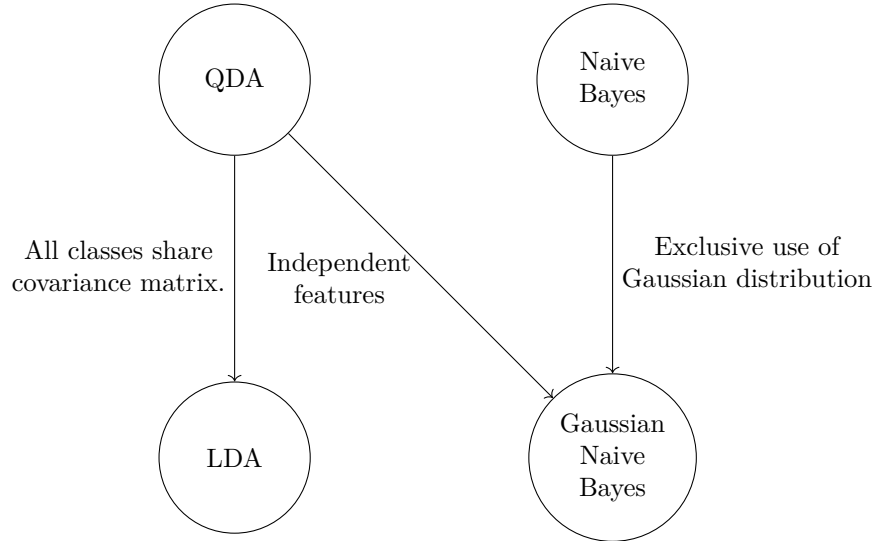 QDA
Naive
Bayes
All classes share
covariance matrix.
Independent
features
Exclusive use of
Gaussian distribution
LDA
Gaussian
Naive
Bayes